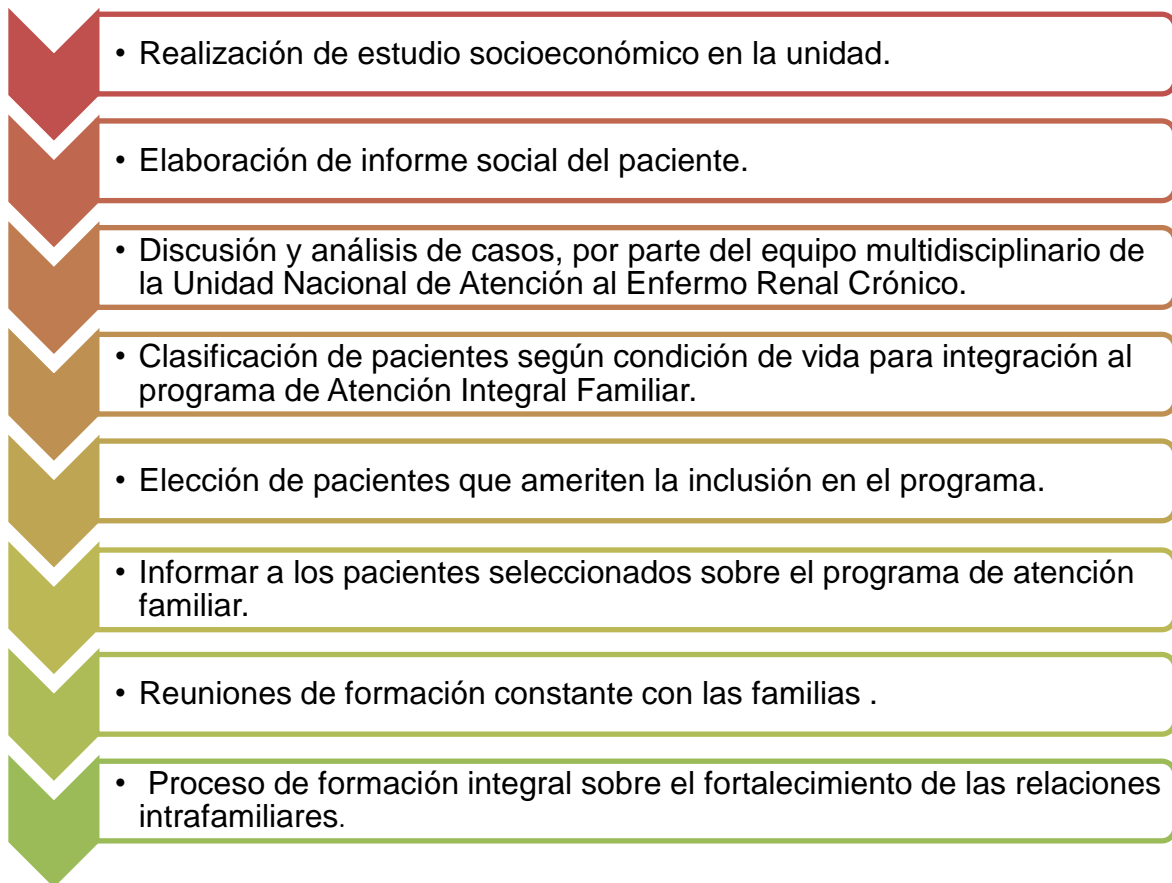 • Realización de estudio socioeconómico en la unidad.
• Elaboración de informe social del paciente.
• Discusión y análisis de casos, por parte del equipo multidisciplinario de
la Unidad Nacional de Atención al Enfermo Renal Crónico.
• Clasificación de pacientes según condición de vida para integración al
programa de Atención Integral Familiar.
• Elección de pacientes que ameriten la inclusión en el programa.
• Informar a los pacientes seleccionados sobre el programa de atención
familiar.
• Reuniones de formación constante con las familias .
• Proceso de formación integral sobre el fortalecimiento de las relaciones
intrafamiliares.